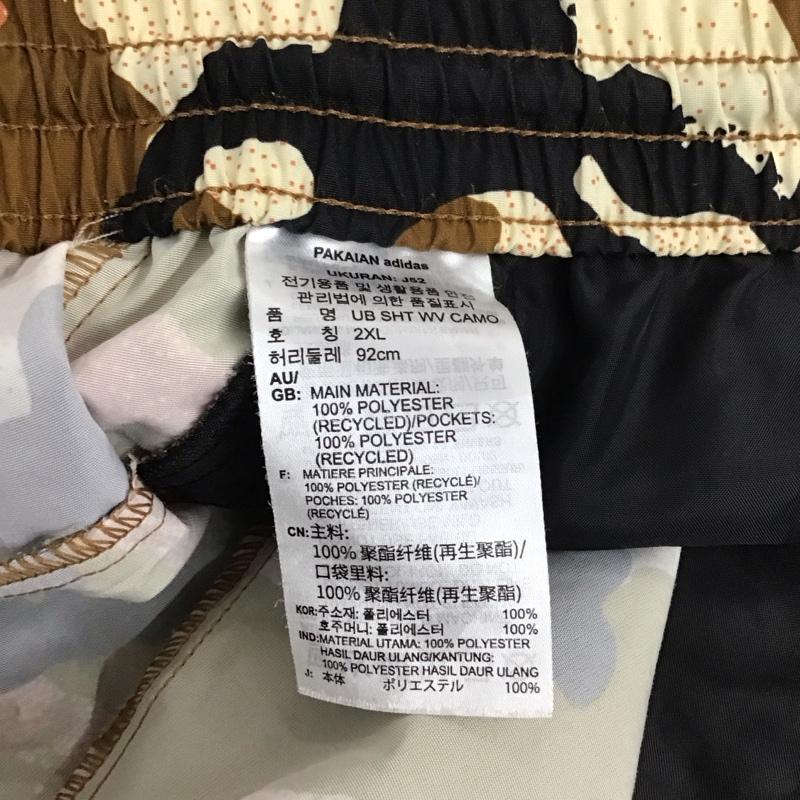 PAKAIAN adidas
UKURAN: J52
전기용품 및 생활용품 안전
관리법에 의한 품질표시
품 명 UB SHT WV CAMO
호 칭 2XL
허리둘레 92cm
AU/
GB: MAIN MATERIAL:
100% POLYESTER
(RECYCLED)/POCKETS:
100% POLYESTER
(RECYCLED)
F: MATIERE PRINCIPALE:
100% POLYESTER (RECYCLÉ)/
POCHES: 100% POLYESTER
(RECYCLÉ)
CN:主料:
100% 聚酯纤维(再生聚酯)/
口袋里料:
100% 聚酯纤维(再生聚酯)
KOR:주소재: 폴리에스터 100%
호주머니: 폴리에스터 100%
IND:MATERIAL UTAMA: 100% POLYESTER
HASIL DAUR ULANG/KANTUNG:
100% POLYESTER HASIL DAUR ULANG
J: 本体 ポリエステル 100%